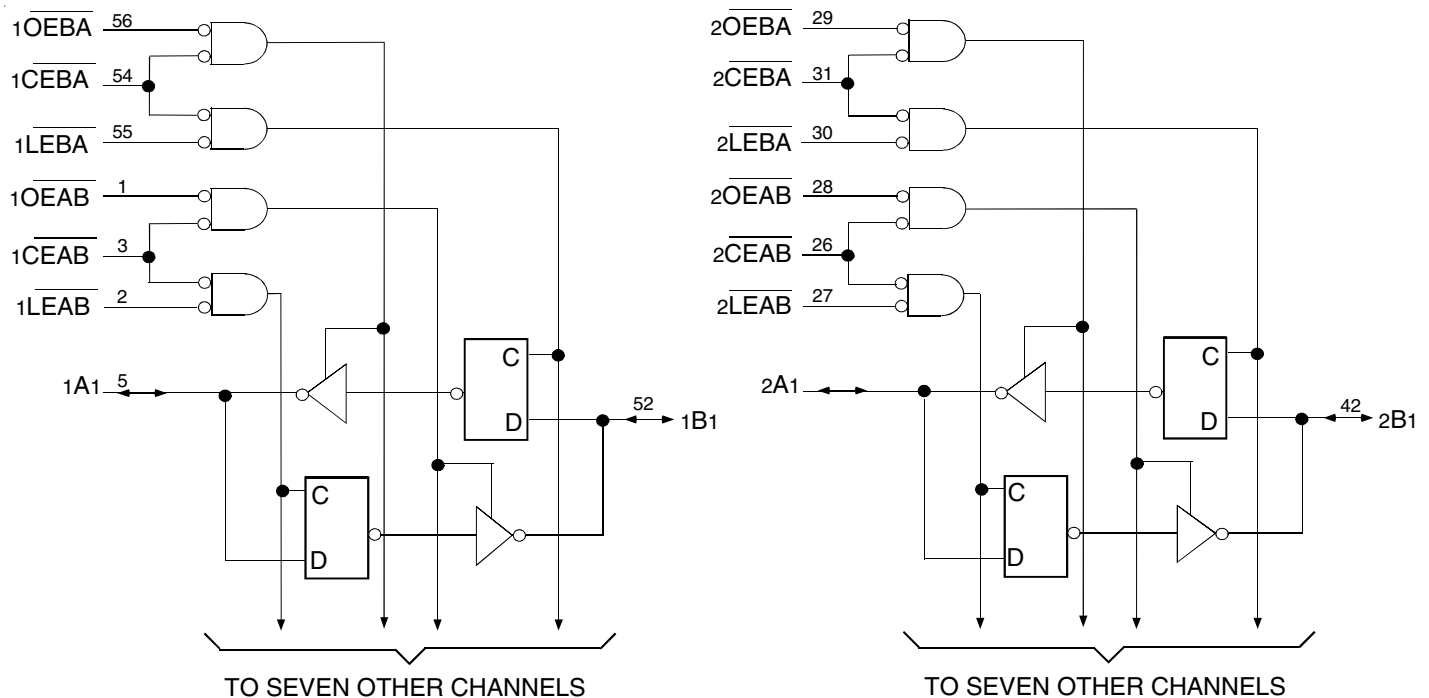 1OEBA 56
1CEBA 54
1LEBA 55
1OEAB 1
1CEAB 3
1LEAB 2
1A1 5
C
D
52 1B1
C
D
TO SEVEN OTHER CHANNELS
2OEBA 29
2CEBA 31
2LEBA 30
2OEAB 28
2CEAB 26
2LEAB 27
2A1
C
D
42 2B1
C
D
TO SEVEN OTHER CHANNELS